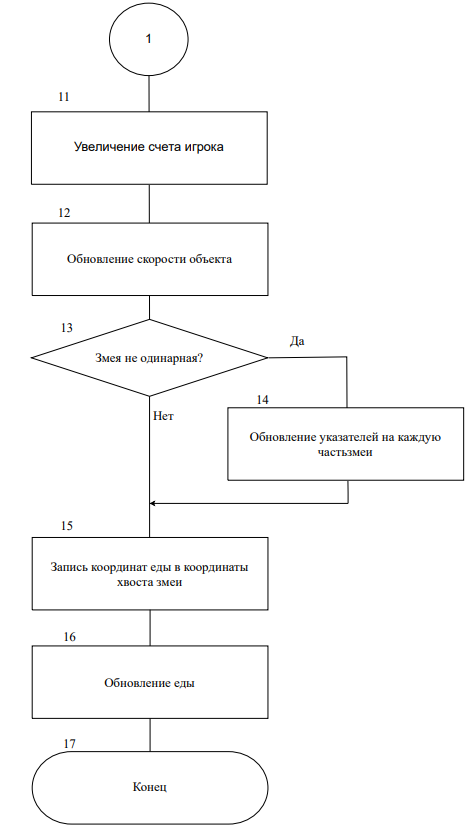 1
11
Увеличение счета игрока
12
Обновление скорости объекта
13
Змея не одинарная?
Да
Нет
14
Обновление указателей на каждую
частьзмеи
15
Запись координат еды в координаты
хвоста змеи
16
Обновление еды
17
Конец